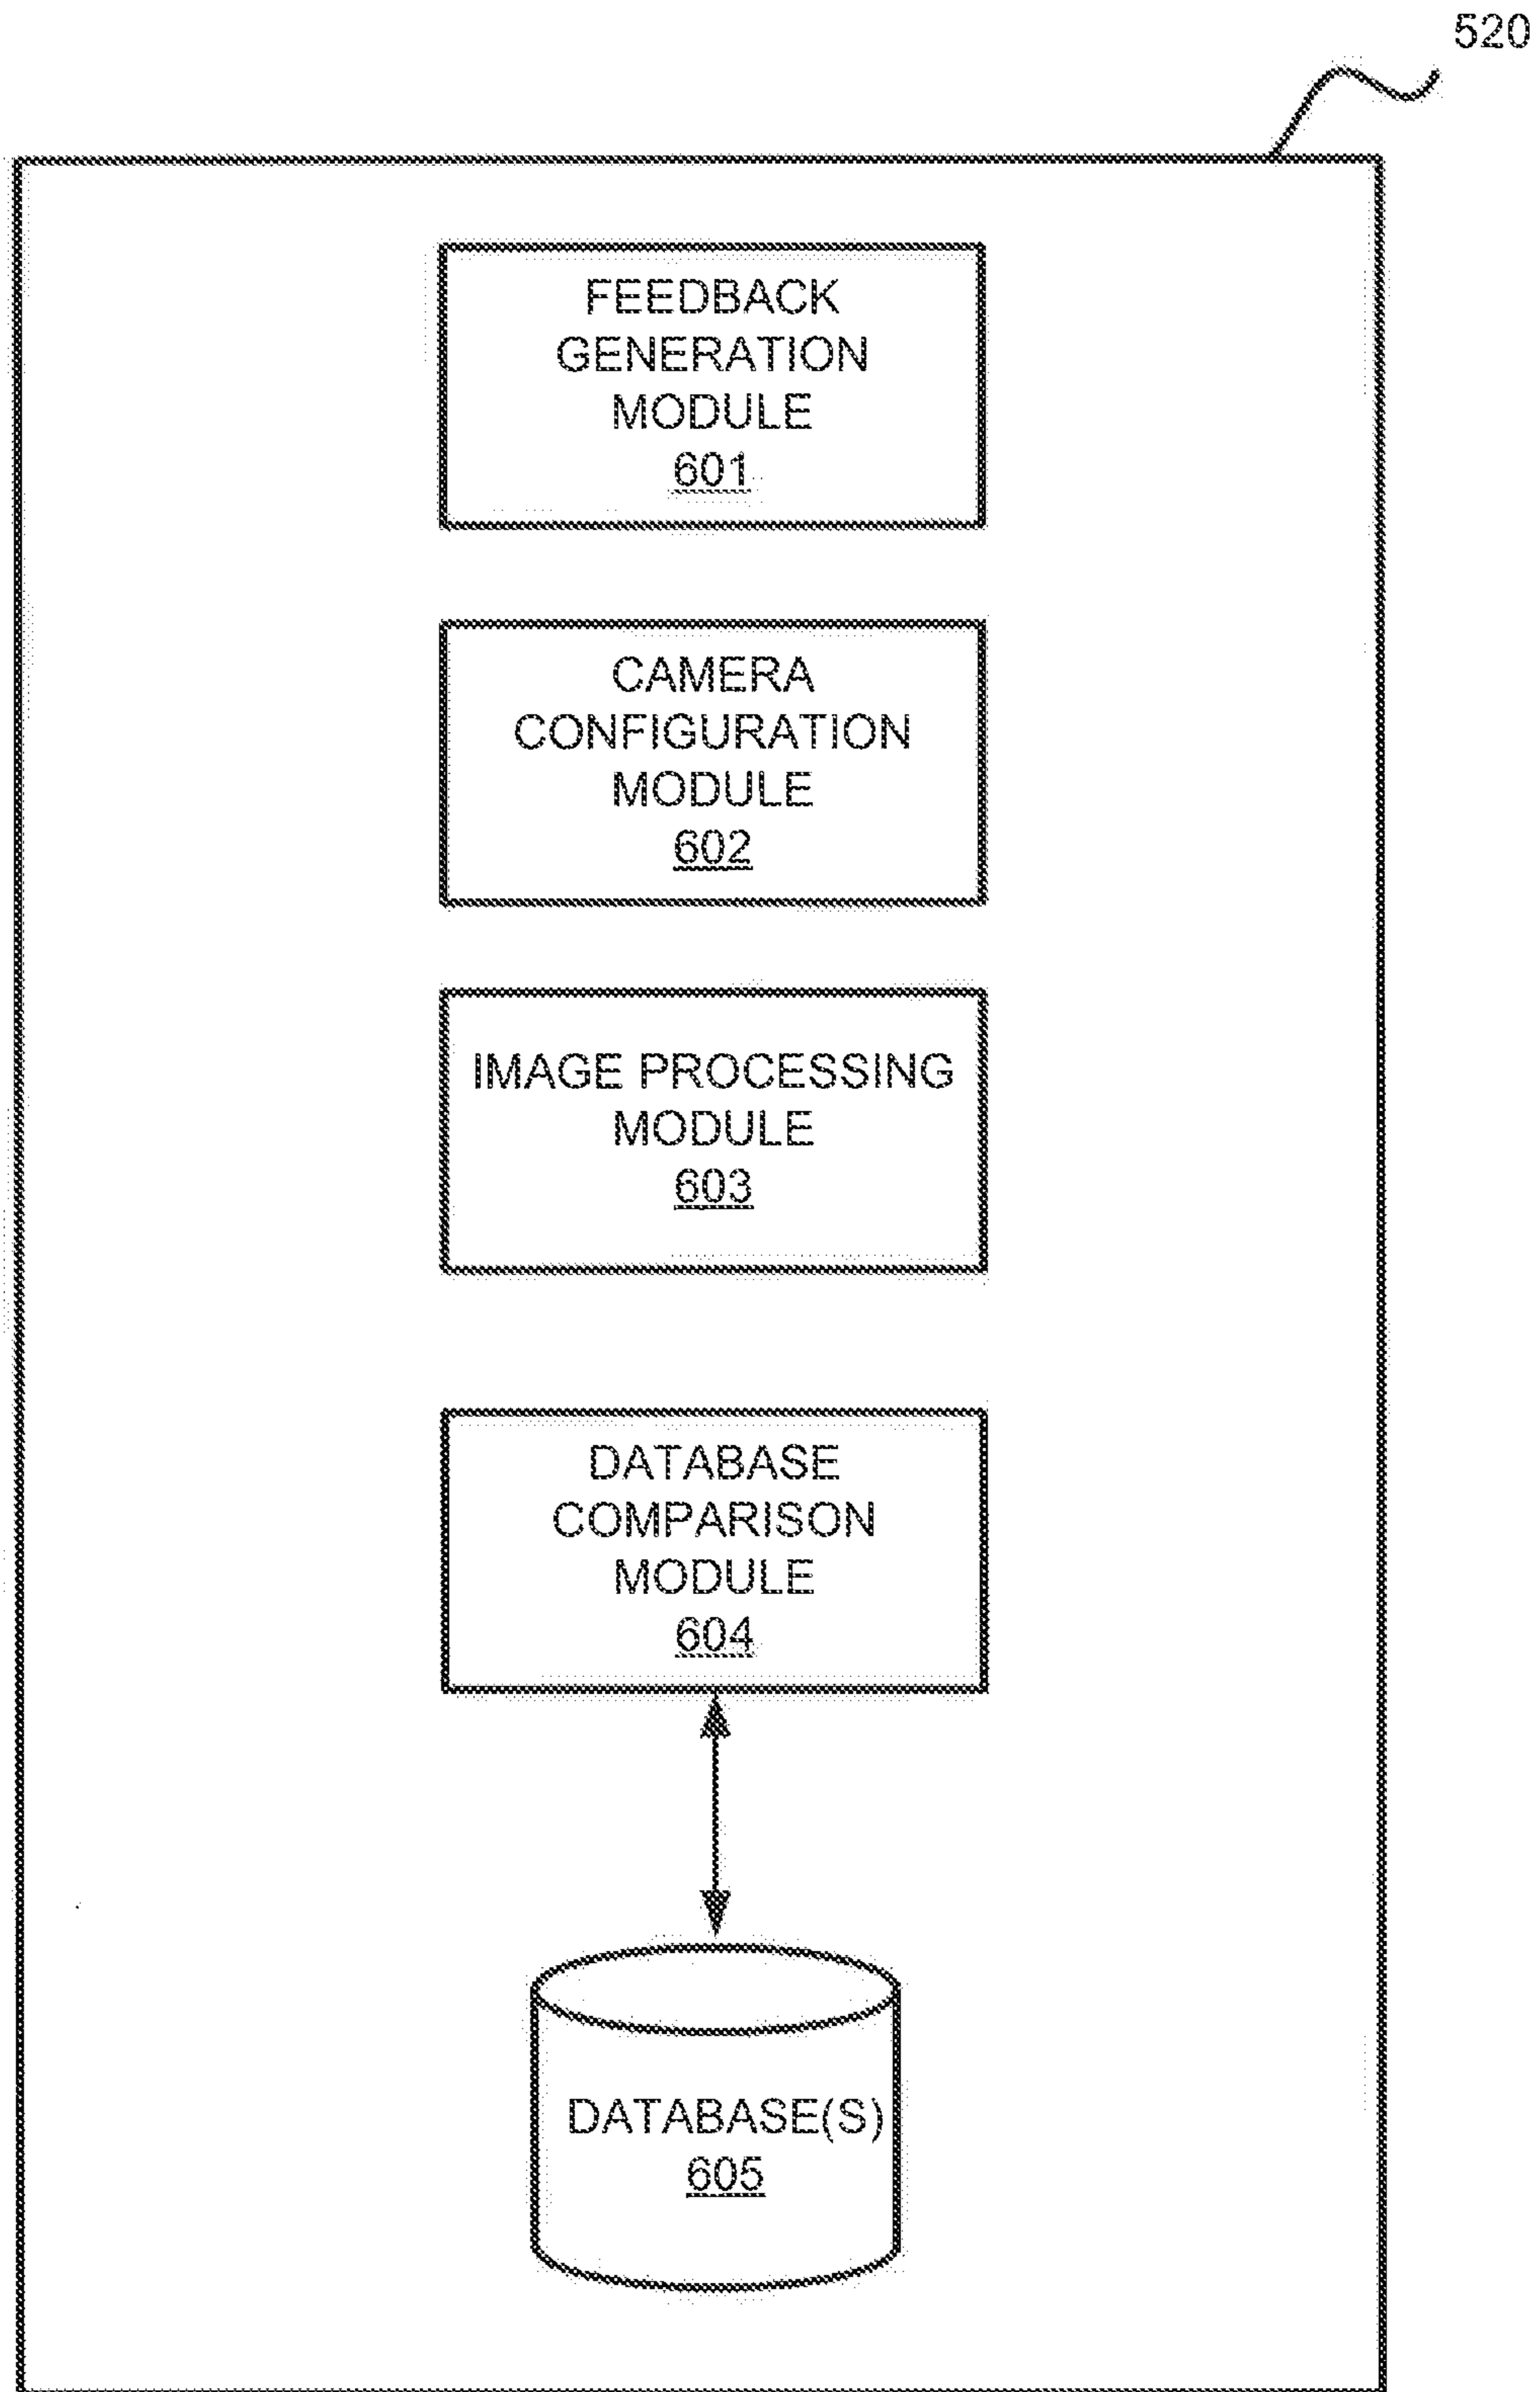 520
FEEDBACK
GENERATION
MODULE
601
CAMERA
CONFIGURATION
MODULE
602
IMAGE PROCESSING
MODULE
603
DATABASE
COMPARISON
MODULE
604
DATABASE(S)
605